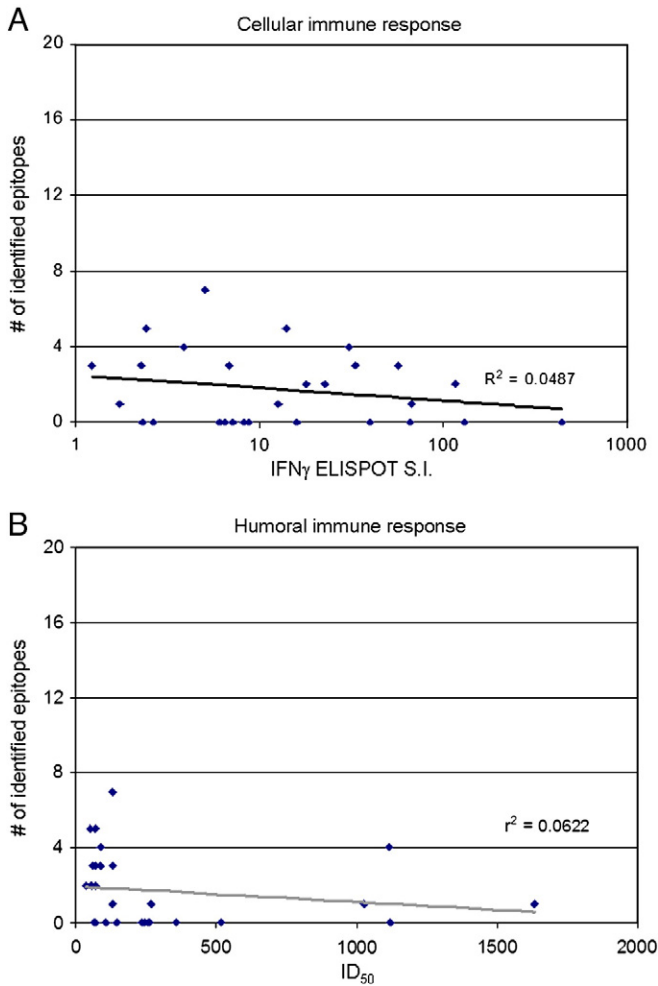 A
Cellular immune response
20
16
12
8
4
0
# of identified epitopes
R² = 0.0487
1 10 100 1000
IFNγ ELISPOT S.I.
B
Humoral immune response
20
16
12
8
4
0
# of identified epitopes
r² = 0.0622
0 500 1000 1500 2000
ID₅₀